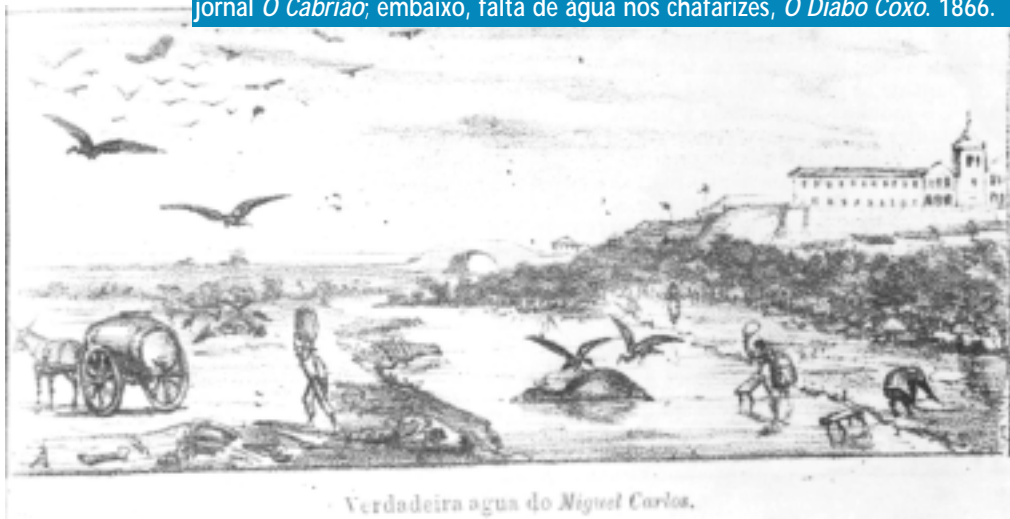 jornal O Cabrião; embaixo, falta de água nos chafarizes, O Diabo Coxo. 1866.
Verdadeira agua do Miguel Carlos.